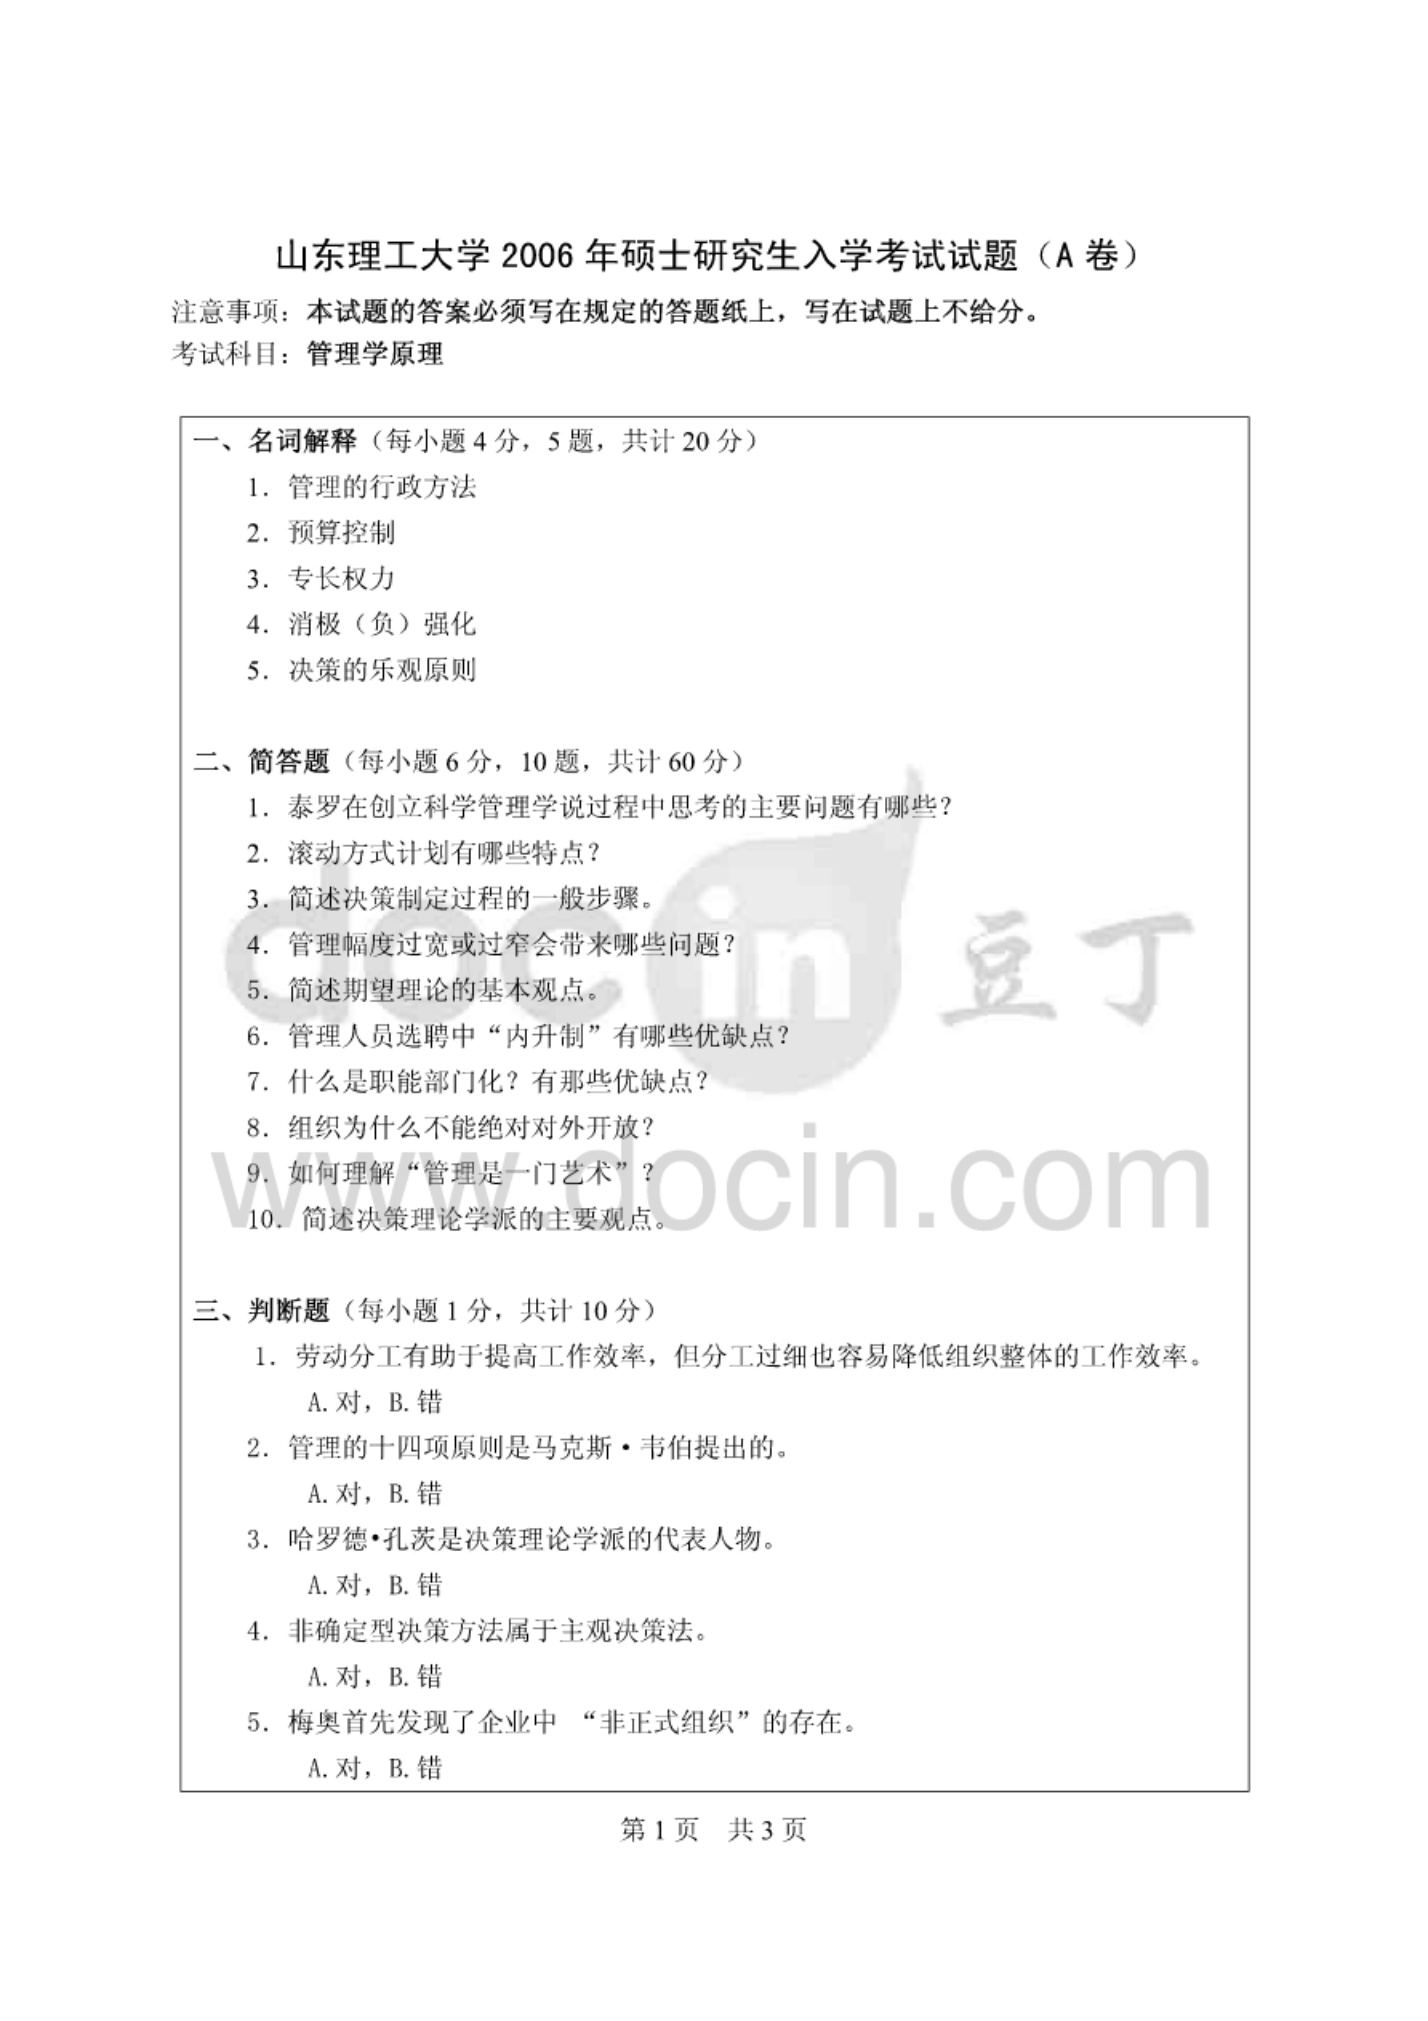 山东理工大学 2006 年硕士研究生入学考试试题（A 卷）
注意事项：本试题的答案必须写在规定的答题纸上，写在试题上不给分。
考试科目：管理学原理
一、名词解释（每小题 4 分，5 题，共计 20 分）
1．管理的行政方法
2．预算控制
3．专长权力
4．消极（负）强化
5．决策的乐观原则
二、简答题（每小题 6 分，10 题，共计 60 分）
1．泰罗在创立科学管理学说过程中思考的主要问题有哪些？
2．滚动方式计划有哪些特点？
3．简述决策制定过程的一般步骤。
4．管理幅度过宽或过窄会带来哪些问题？
5．简述期望理论的基本观点。
6．管理人员选聘中“内升制”有哪些优缺点？
7．什么是职能部门化？有那些优缺点？
8．组织为什么不能绝对对外开放？
9．如何理解“管理是一门艺术”？
10．简述决策理论学派的主要观点。
docin 豆丁
www.docin.com
三、判断题（每小题 1 分，共计 10 分）
1．劳动分工有助于提高工作效率，但分工过细也容易降低组织整体的工作效率。
A.对，B.错
2．管理的十四项原则是马克斯·韦伯提出的。
A.对，B.错
3．哈罗德•孔茨是决策理论学派的代表人物。
A.对，B.错
4．非确定型决策方法属于主观决策法。
A.对，B.错
5．梅奥首先发现了企业中 “非正式组织”的存在。
A.对，B.错
第 1 页 共 3 页